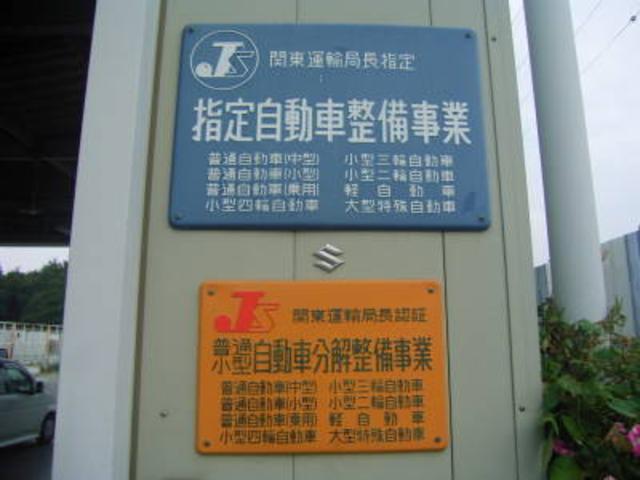 JS 関東運輸局長指定
指定自動車整備事業
普通自動車(中型) 小型三輪自動車
普通自動車(小型) 小型二輪自動車
普通自動車(乗用) 軽自動車
小型四輪自動車 大型特殊自動車
JS 関東運輸局長認証
普通小型 自動車分解整備事業
普通自動車(中型) 小型三輪自動車
普通自動車(小型) 小型二輪自動車
普通自動車(乗用) 軽自動車
小型四輪自動車 大型特殊自動車